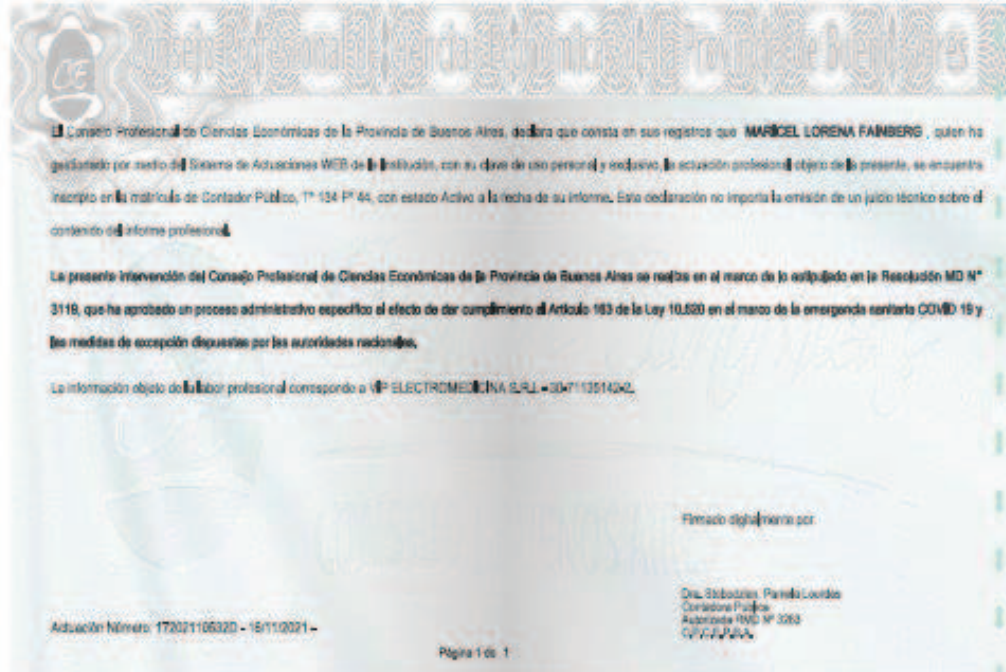 Consejo Profesional de Ciencias Económicas de la Provincia de Buenos Aires
CE
El Consejo Profesional de Ciencias Económicas de la Provincia de Buenos Aires, declara que consta en sus registros que MARICEL LORENA FAINBERG , quien ha
gestionado por medio del Sistema de Actuaciones WEB de la Institución, con su clave de uso personal y exclusivo, la actuación profesional objeto de la presente, se encuentra
inscripto en la matrícula de Contador Público, T° 134 F° 44, con estado Activo a la fecha de su informe. Esta declaración no importa la emisión de un juicio técnico sobre el
contenido del informe profesional.
La presente intervención del Consejo Profesional de Ciencias Económicas de la Provincia de Buenos Aires se realiza en el marco de lo estipulado en la Resolución MD N°
3119, que ha aprobado un proceso administrativo específico al efecto de dar cumplimiento al Artículo 163 de la Ley 10.620 en el marco de la emergencia sanitaria COVID 19 y
las medidas de excepción dispuestas por las autoridades nacionales.
La información objeto de la labor profesional corresponde a VIP ELECTROMEDICINA S.R.L. - 30-71135142-2.
Firmado digitalmente por
Dra. Pamela Lourdes
Contadora Pública
Autorizada RMD N° 3263
C.P.C.E.P.B.A.
Actuación Número: - 16/11/2021 -
Página 1 de 1